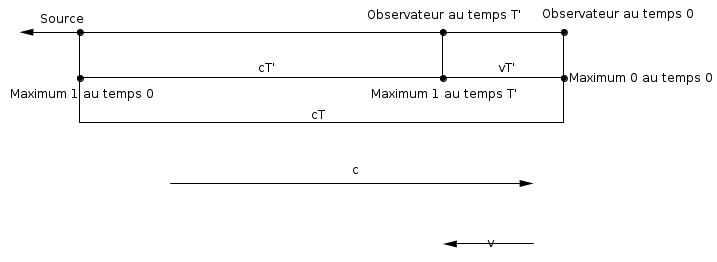 Source
Observateur au temps T'
Observateur au temps 0
cT'
vT'
Maximum 0 au temps 0
Maximum 1 au temps 0
Maximum 1 au temps T'
cT
c
v